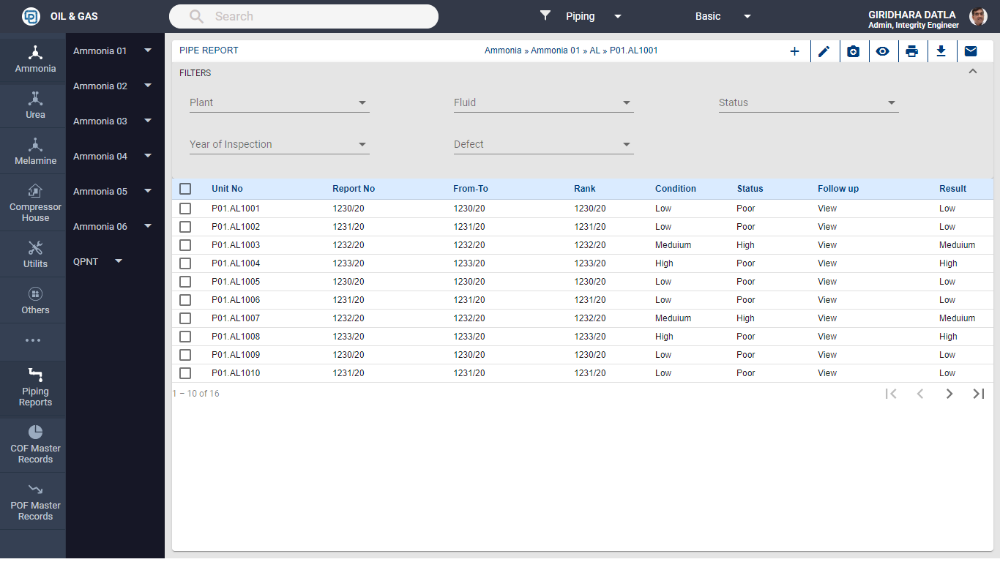 OIL & GAS
Search
Piping
Basic
GIRIDHARA DATLA
Admin, Integrity Engineer
Ammonia
Urea
Melamine
Compressor
House
Utilits
Others
Piping
Reports
COF Master
Records
POF Master
Records
Ammonia 01
Ammonia 02
Ammonia 03
Ammonia 04
Ammonia 05
Ammonia 06
QPNT
PIPE REPORT
Ammonia » Ammonia 01 » AL » P01.AL1001
FILTERS
Plant Fluid Status
Year of Inspection Defect
Unit No Report No From-To Rank Condition Status Follow up Result
P01.AL1001 1230/20 1230/20 1230/20 Low Poor View Low
P01.AL1002 1231/20 1231/20 1231/20 Low Poor View Low
P01.AL1003 1232/20 1232/20 1232/20 Meduium High View Meduium
P01.AL1004 1233/20 1233/20 1233/20 High Poor View High
P01.AL1005 1230/20 1230/20 1230/20 Low Poor View Low
P01.AL1006 1231/20 1231/20 1231/20 Low Poor View Low
P01.AL1007 1232/20 1232/20 1232/20 Meduium High View Meduium
P01.AL1008 1233/20 1233/20 1233/20 High Poor View High
P01.AL1009 1230/20 1230/20 1230/20 Low Poor View Low
P01.AL1010 1231/20 1231/20 1231/20 Low Poor View Low
1 – 10 of 16